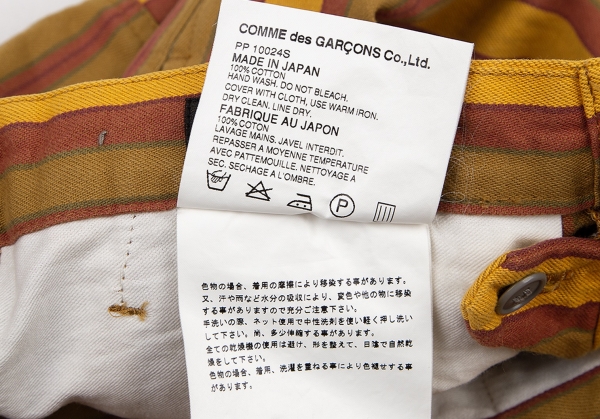 COMME des GARÇONS Co.,Ltd.
PP 10024S
MADE IN JAPAN
100% COTTON
HAND WASH. DO NOT BLEACH.
COVER WITH CLOTH, USE WARM IRON.
DRY CLEAN. LINE DRY.
FABRIQUE AU JAPON
100% COTON
LAVAGE MAINS. JAVEL INTERDIT.
REPASSER A MOYENNE TEMPERATURE
AVEC PATTEMOUILLE. NETTOYAGE A
SEC. SECHAGE A L'OMBRE.
P
色物の場合、着用の摩擦により移染する事があります。
又、汗や雨など水分の吸収により、変色や他の物に移染
する事がありますので充分ご注意下さい。
手洗いの際、ネット使用で中性洗剤を使い軽く押し洗い
して下さい。尚、多少伸縮する事がります。
全ての乾燥機の使用は避け、形を整えて、日陰で自然乾
燥をして下さい。
色物の場合、着用、洗濯を重ねる事により色褪せする事
があります。